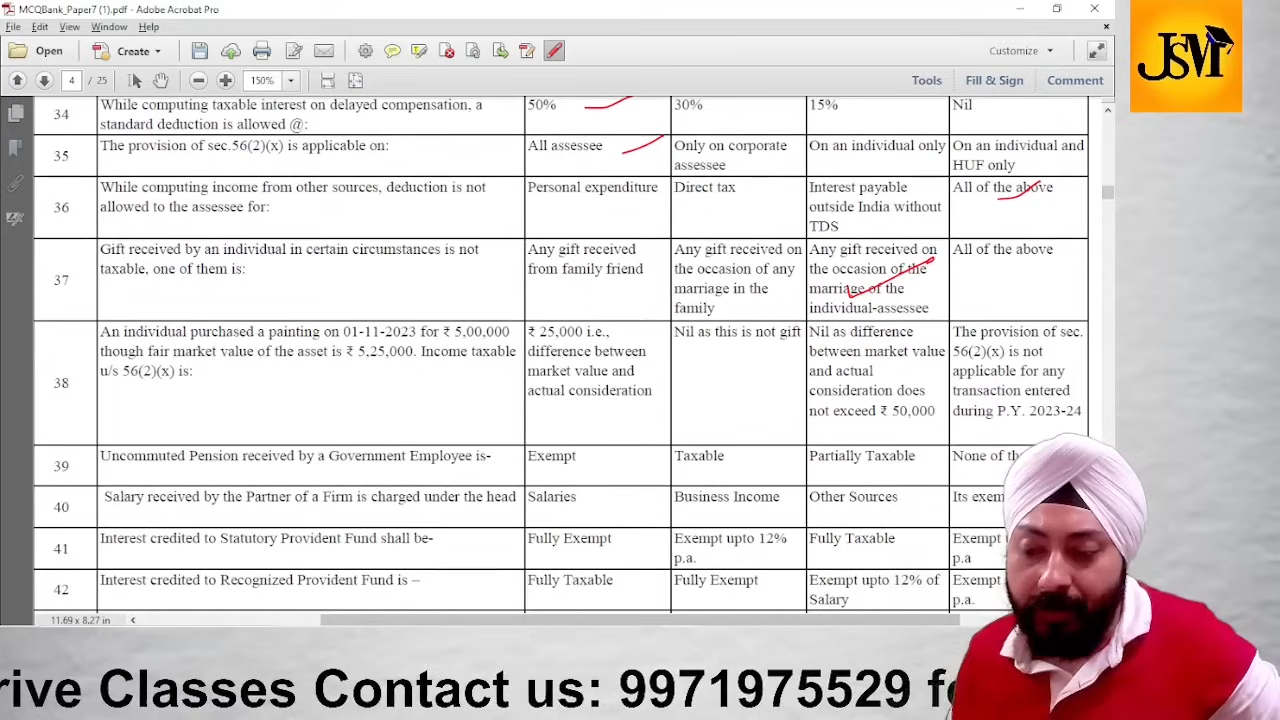 MCQBank_Paper7 (1).pdf - Adobe Acrobat Pro
File Edit View Window Help
Open Create Customize
4 / 25 150% Tools Fill & Sign Comment
JSM
34 While computing taxable interest on delayed compensation, a standard deduction is allowed @: 50% 30% 15% Nil
35 The provision of sec.56(2)(x) is applicable on: All assessee Only on corporate assessee On an individual only On an individual and HUF only
36 While computing income from other sources, deduction is not allowed to the assessee for: Personal expenditure Direct tax Interest payable outside India without TDS All of the above
37 Gift received by an individual in certain circumstances is not taxable, one of them is: Any gift received from family friend Any gift received on the occasion of any marriage in the family Any gift received on the occasion of the marriage of the individual-assessee All of the above
38 An individual purchased a painting on 01-11-2023 for ₹ 5,00,000 though fair market value of the asset is ₹ 5,25,000. Income taxable u/s 56(2)(x) is: ₹ 25,000 i.e., difference between market value and actual consideration Nil as this is not gift Nil as difference between market value and actual consideration does not exceed ₹ 50,000 The provision of sec. 56(2)(x) is not applicable for any transaction entered during P.Y. 2023-24
39 Uncommuted Pension received by a Government Employee is- Exempt Taxable Partially Taxable None of the
40 Salary received by the Partner of a Firm is charged under the head Salaries Business Income Other Sources Its exem
41 Interest credited to Statutory Provident Fund shall be- Fully Exempt Exempt upto 12% p.a. Fully Taxable Exempt p.a
42 Interest credited to Recognized Provident Fund is – Fully Taxable Fully Exempt Exempt upto 12% of Salary Exempt p.a.
11.69 x 8.27 in
rive Classes Contact us: 9971975529 fo